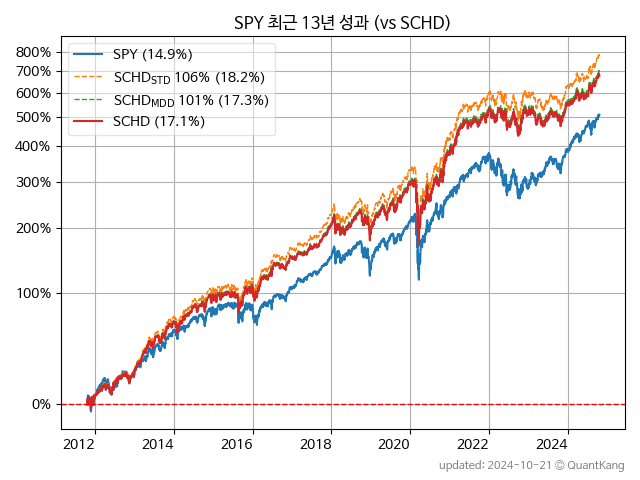 SPY 최근 13년 성과 (vs SCHD)
SPY (14.9%)
SCHD_STD 106% (18.2%)
SCHD_MDD 101% (17.3%)
SCHD (17.1%)
800%
700%
600%
500%
400%
300%
200%
100%
0%
2012 2014 2016 2018 2020 2022 2024
updated: 2024-10-21 © QuantKang